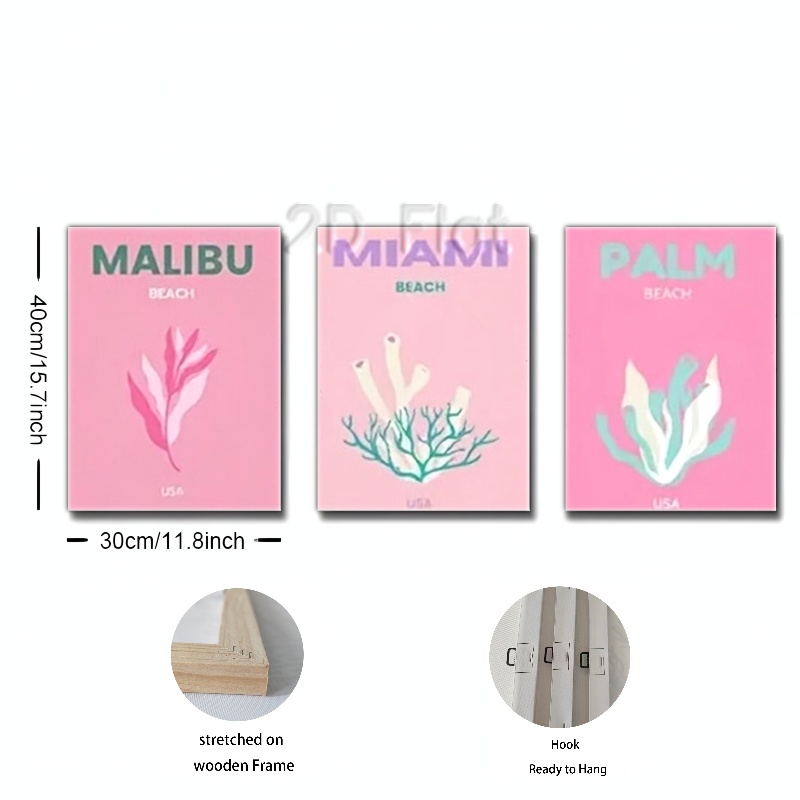 2D Flat
MALIBU
BEACH
USA
MIAMI
BEACH
USA
PALM
BEACH
USA
40cm/15.7inch
30cm/11.8inch
stretched on
wooden Frame
Hook
Ready to Hang